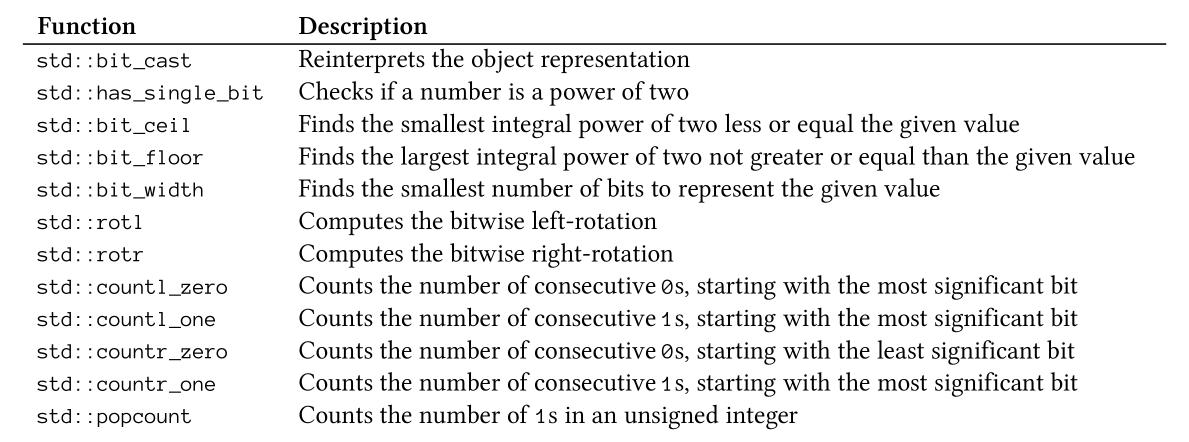 Function Description
std::bit_cast Reinterprets the object representation
std::has_single_bit Checks if a number is a power of two
std::bit_ceil Finds the smallest integral power of two less or equal the given value
std::bit_floor Finds the largest integral power of two not greater or equal than the given value
std::bit_width Finds the smallest number of bits to represent the given value
std::rotl Computes the bitwise left-rotation
std::rotr Computes the bitwise right-rotation
std::countl_zero Counts the number of consecutive 0s, starting with the most significant bit
std::countl_one Counts the number of consecutive 1s, starting with the most significant bit
std::countr_zero Counts the number of consecutive 0s, starting with the least significant bit
std::countr_one Counts the number of consecutive 1s, starting with the most significant bit
std::popcount Counts the number of 1s in an unsigned integer